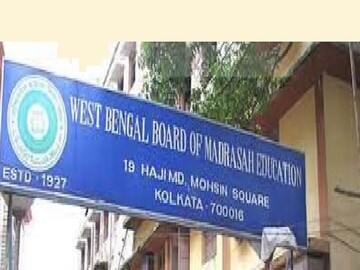 WEST BENGAL BOARD OF MADRASAH EDUCATION
19 HAJI MD. MOHSIN SQUARE
ESTD - 1927
KOLKATA - 700016